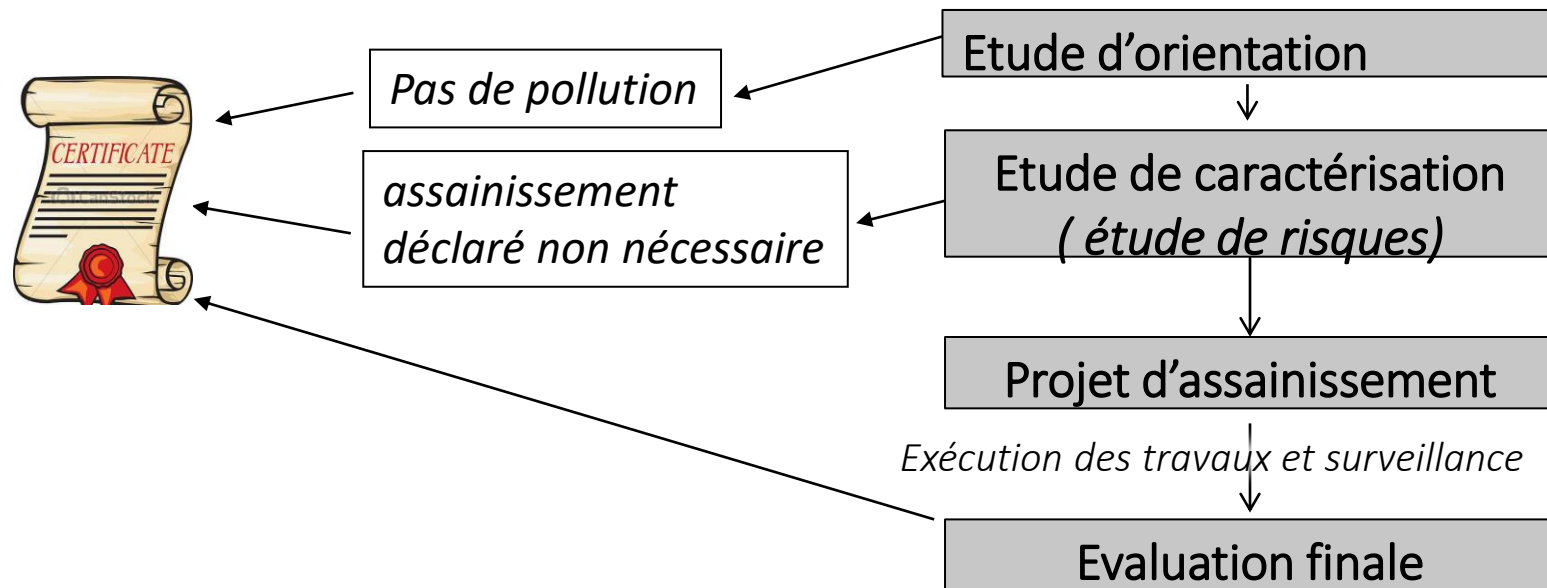 Etude d’orientation
Pas de pollution
CERTIFICATE
Etude de caractérisation
( étude de risques)
assainissement
déclaré non nécessaire
Projet d’assainissement
Exécution des travaux et surveillance
Evaluation finale